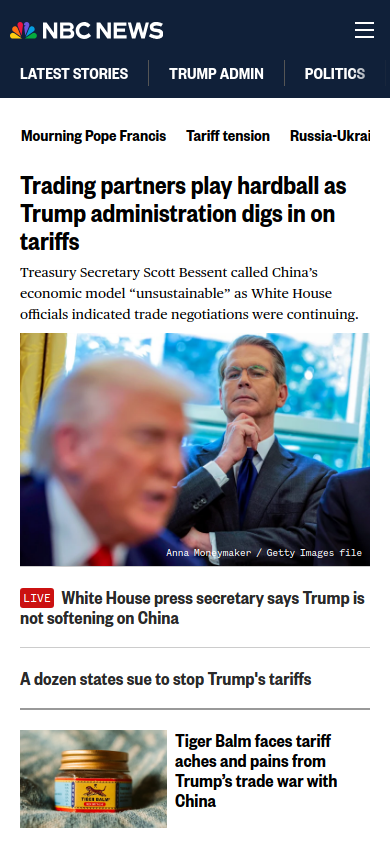 NBC NEWS
LATEST STORIES TRUMP ADMIN POLITICS
Mourning Pope Francis Tariff tension Russia-Ukrai
Trading partners play hardball as
Trump administration digs in on
tariffs
Treasury Secretary Scott Bessent called China’s
economic model “unsustainable” as White House
officials indicated trade negotiations were continuing.
Anna Moneymaker / Getty Images file
LIVE White House press secretary says Trump is
not softening on China
A dozen states sue to stop Trump's tariffs
Tiger Balm faces tariff
aches and pains from
Trump’s trade war with
China
TIGER BALM